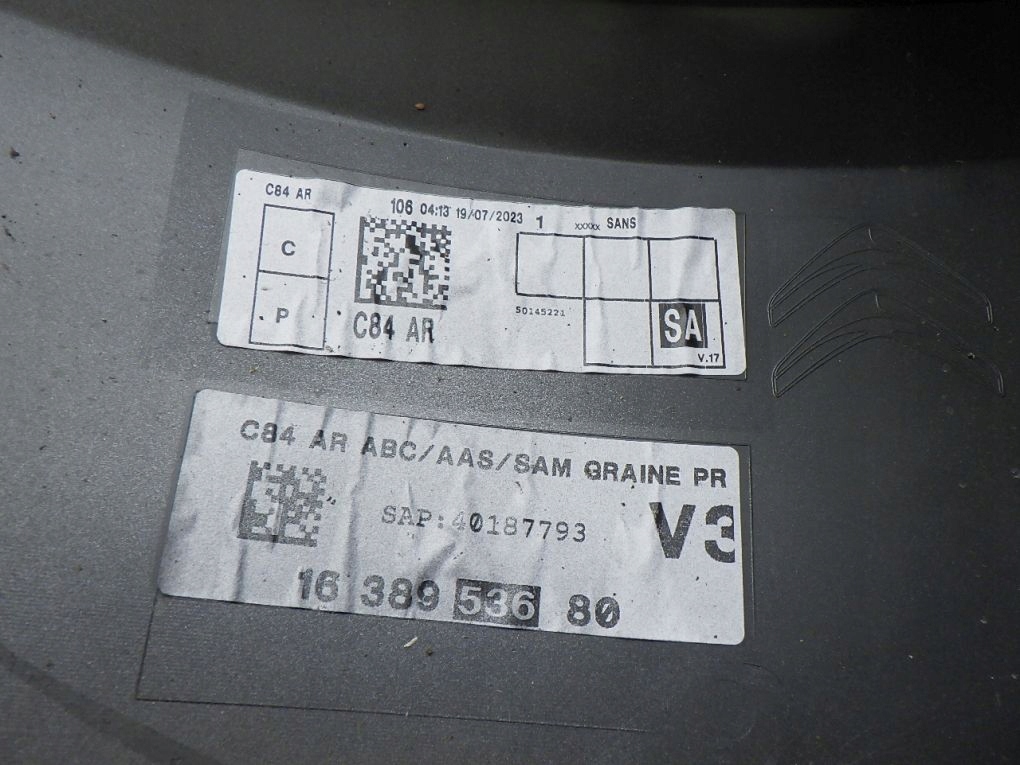 C84 AR
106 04:13 19/07/2023 1 xxxxx SANS
C
P
C84 AR
50145221
SA
V.17
C84 AR ABC/AAS/SAM GRAINE PR
SAP:40187793
V3
16 389 536 80